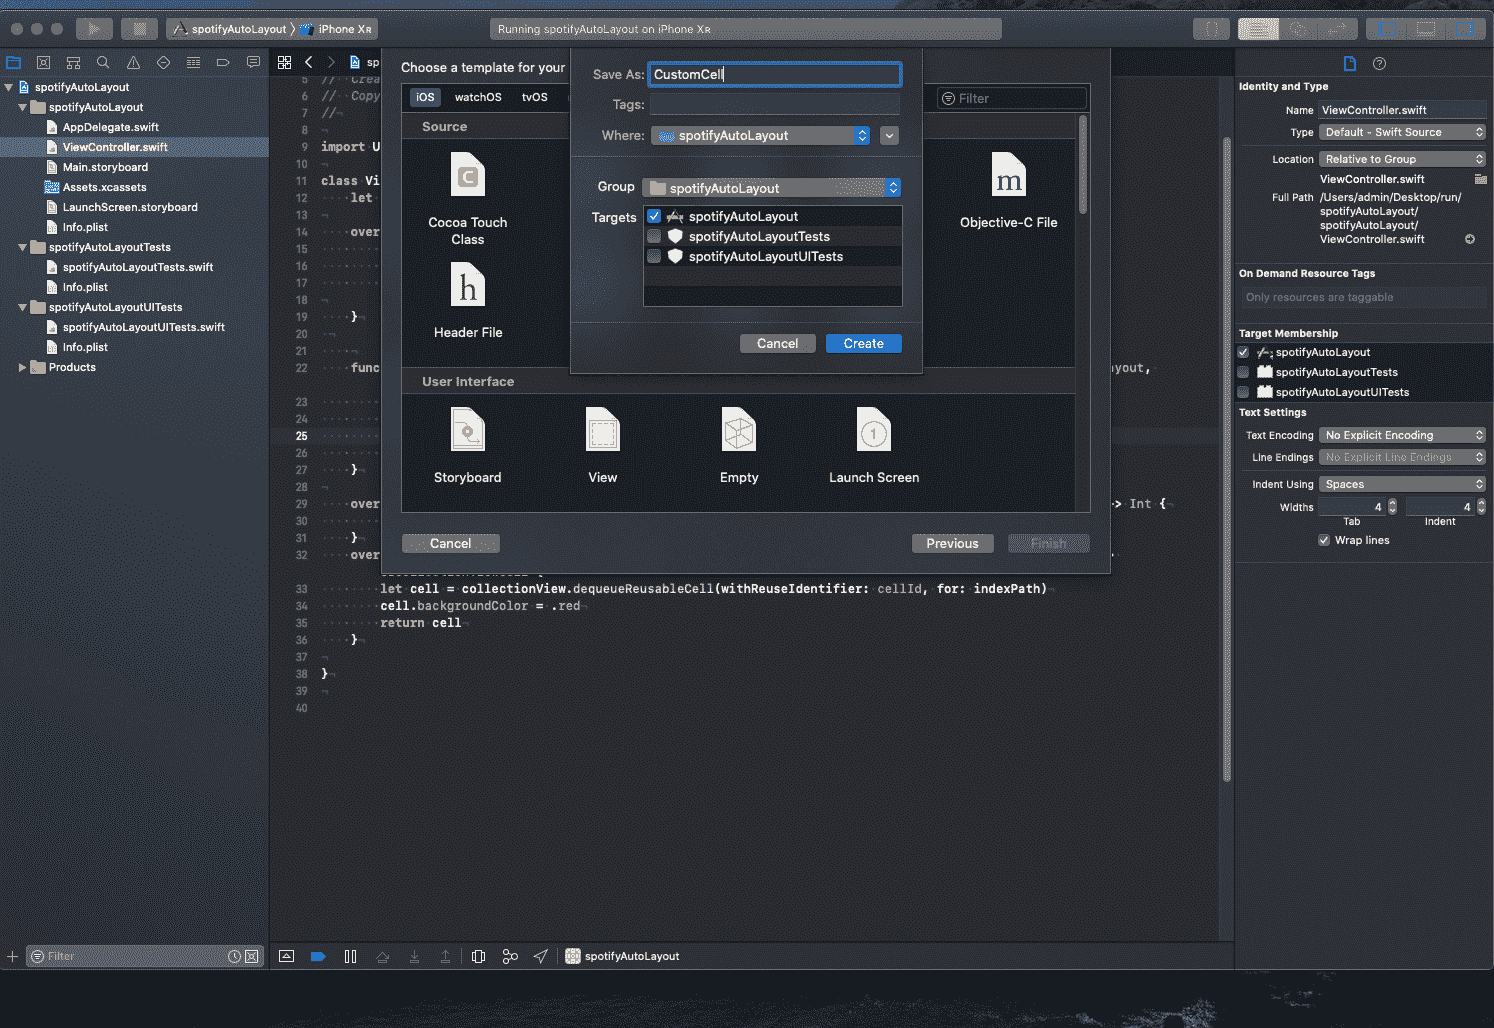 spotifyAutoLayout
iPhone XR
Running spotifyAutoLayout on iPhone XR
{}
spotifyAutoLayout
spotifyAutoLayout
AppDelegate.swift
ViewController.swift
Main.storyboard
Assets.xcassets
LaunchScreen.storyboard
Info.plist
spotifyAutoLayoutTests
spotifyAutoLayoutTests.swift
Info.plist
spotifyAutoLayoutUITests
spotifyAutoLayoutUITests.swift
Info.plist
Products
Filter
sp
5 // Crea
6 // Copy
7 //
8
9 import U
10
11 class Vi
12 let
13
14 over
15
16
17
18
19 }
20
21
22 func
ayout,
23
24
25
26
27 }
28
29 over
> Int {
30
31 }
32 over
33 let cell = collectionView.dequeueReusableCell(withReuseIdentifier: cellId, for: indexPath)
34 cell.backgroundColor = .red
35 return cell
36 }
37
38 }
39
40
Choose a template for your
iOS
watchOS
tvOS
Filter
Source
Cocoa Touch
Class
Objective-C File
Header File
User Interface
Storyboard
View
Empty
Launch Screen
Cancel
Previous
Finish
Save As: CustomCell
Tags:
Where: spotifyAutoLayout
Group spotifyAutoLayout
Targets spotifyAutoLayout
spotifyAutoLayoutTests
spotifyAutoLayoutUITests
Cancel
Create
spotifyAutoLayout
Identity and Type
Name ViewController.swift
Type Default - Swift Source
Location Relative to Group
ViewController.swift
Full Path /Users/admin/Desktop/run/
spotifyAutoLayout/
spotifyAutoLayout/
ViewController.swift
On Demand Resource Tags
Only resources are taggable
Target Membership
spotifyAutoLayout
spotifyAutoLayoutTests
spotifyAutoLayoutUITests
Text Settings
Text Encoding No Explicit Encoding
Line Endings No Explicit Line Endings
Indent Using Spaces
Widths 4 4
Tab Indent
Wrap lines